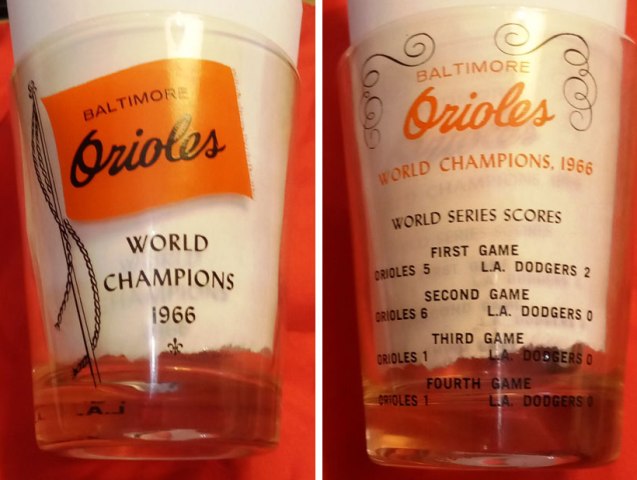 BALTIMORE
Orioles
WORLD
CHAMPIONS
1966
BALTIMORE
Orioles
WORLD CHAMPIONS, 1966
WORLD SERIES SCORES
FIRST GAME
ORIOLES 5 L.A. DODGERS 2
SECOND GAME
ORIOLES 6 L.A. DODGERS 0
THIRD GAME
ORIOLES 1 L.A. DODGERS 0
FOURTH GAME
ORIOLES 1 L.A. DODGERS 0